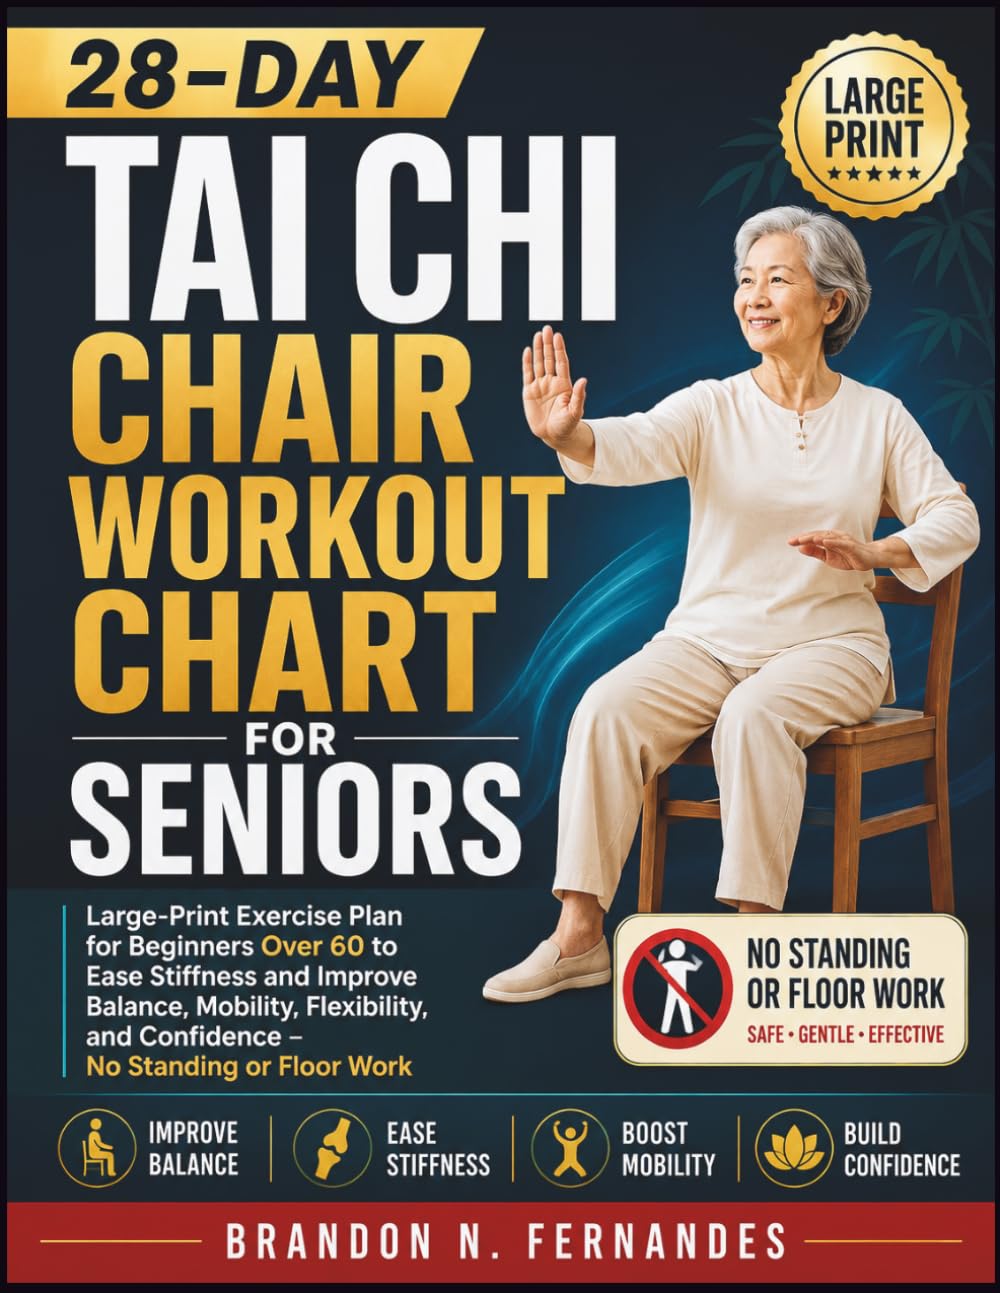 28-DAY
LARGE
PRINT
TAI CHI
CHAIR
WORKOUT
CHART
FOR
SENIORS
Large-Print Exercise Plan
for Beginners Over 60 to
Ease Stiffness and Improve
Balance, Mobility, Flexibility,
and Confidence –
No Standing or Floor Work
NO STANDING
OR FLOOR WORK
SAFE • GENTLE • EFFECTIVE
IMPROVE
BALANCE
EASE
STIFFNESS
BOOST
MOBILITY
BUILD
CONFIDENCE
BRANDON N. FERNANDES